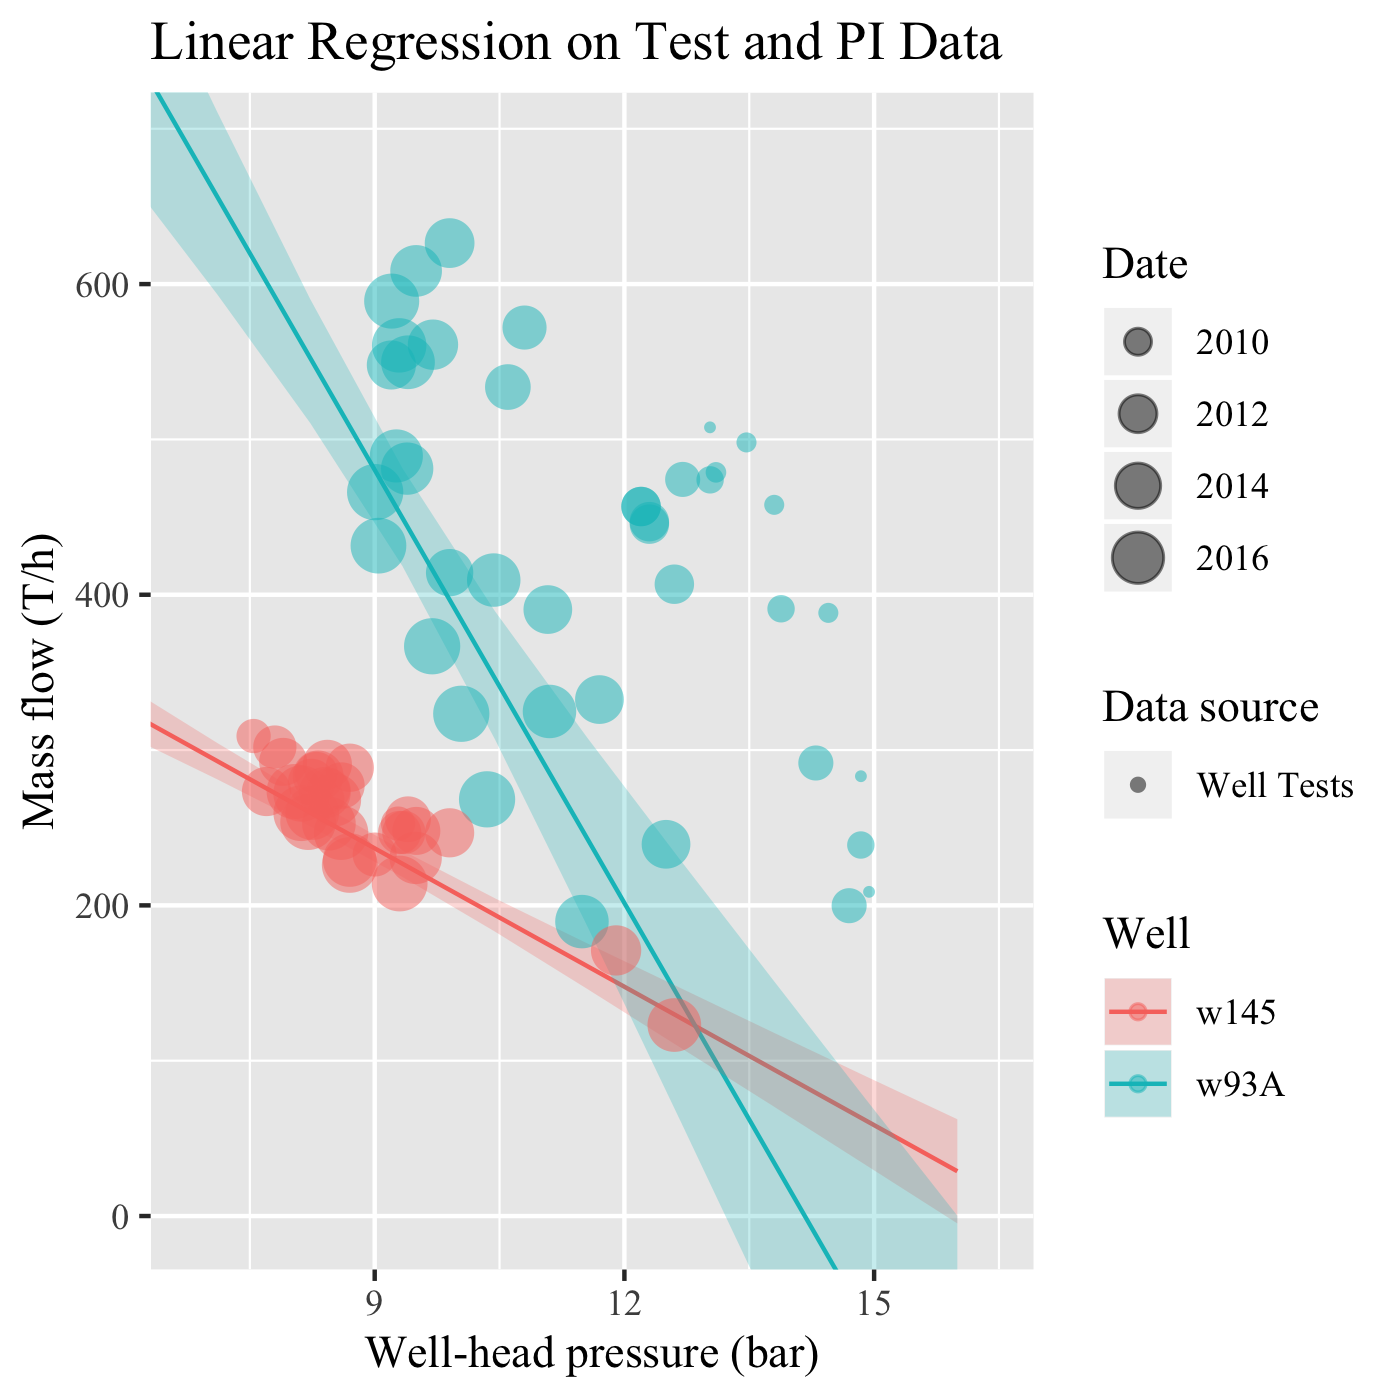 Linear Regression on Test and PI Data
Mass flow (T/h)
600
400
200
0
9
12
15
Well-head pressure (bar)
Date
2010
2012
2014
2016
Data source
Well Tests
Well
w145
w93A